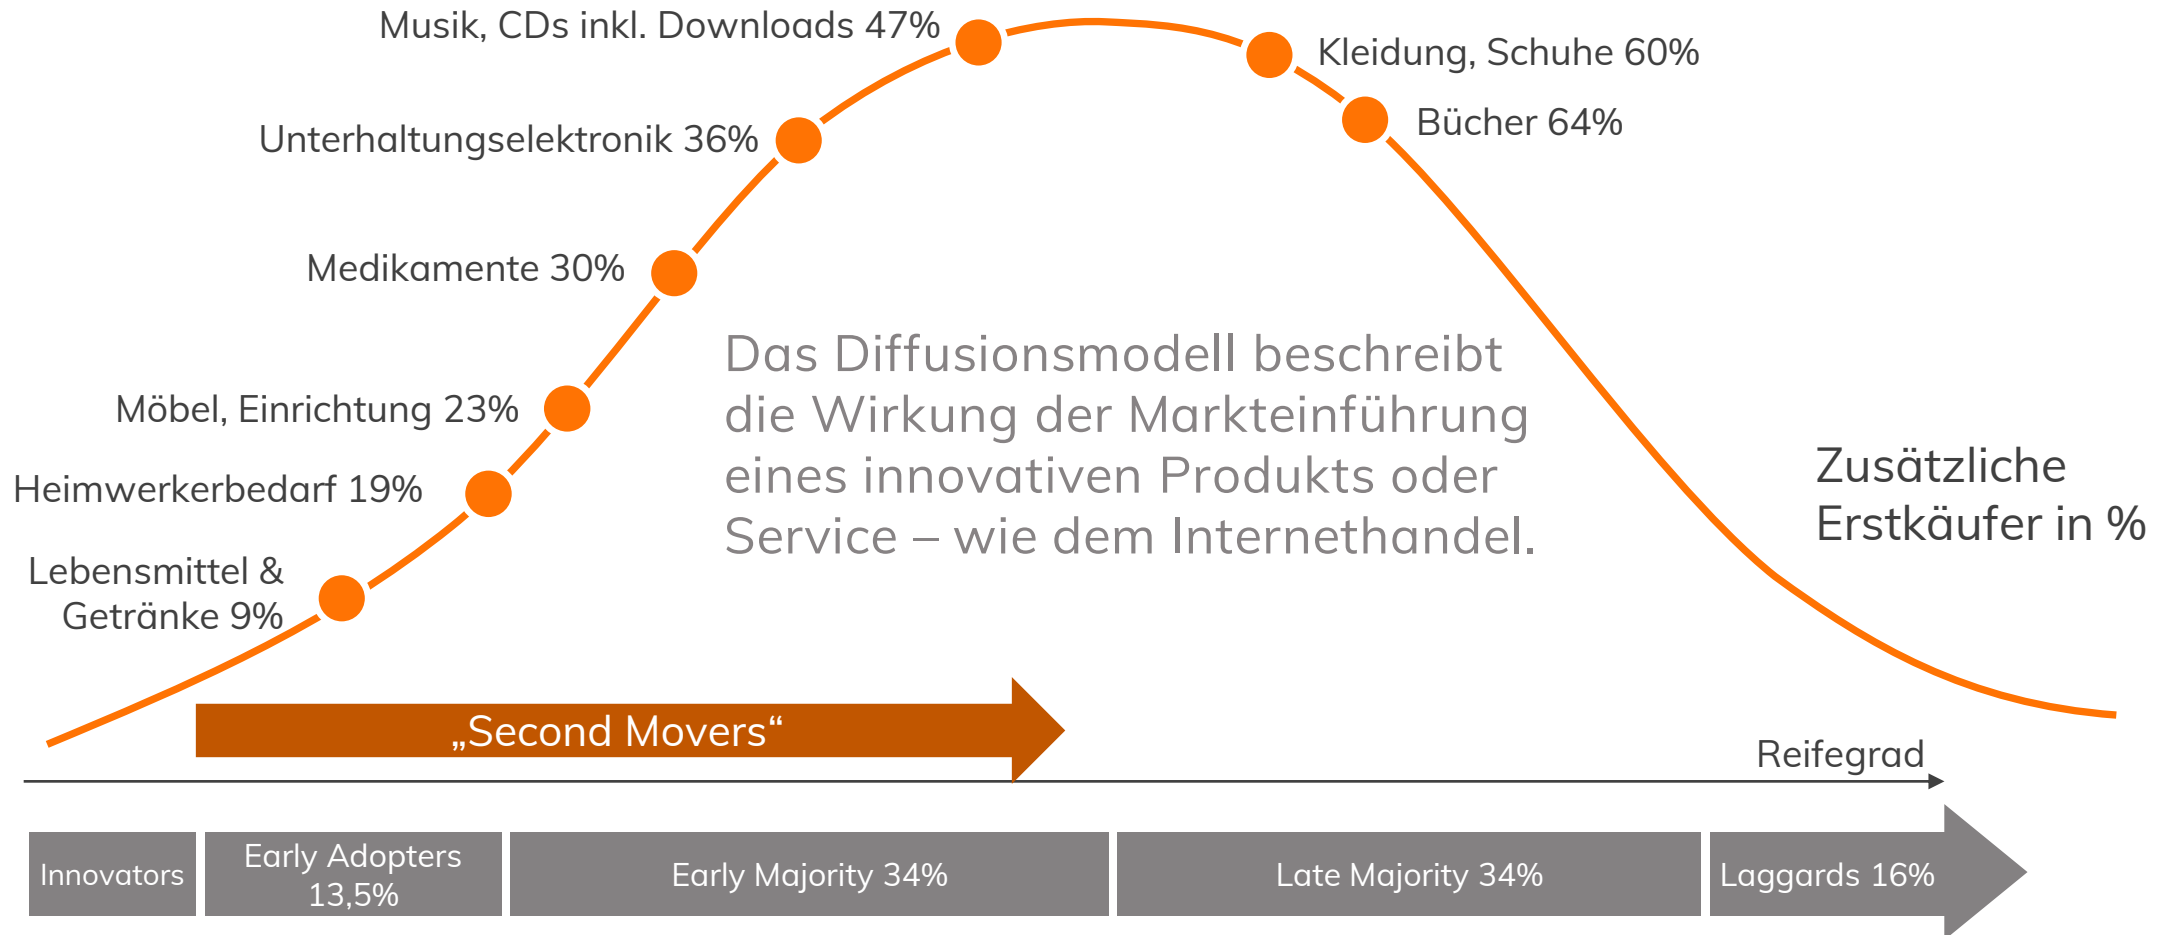 Musik, CDs inkl. Downloads 47%
Kleidung, Schuhe 60%
Unterhaltungselektronik 36%
Bücher 64%
Medikamente 30%
Das Diffusionsmodell beschreibt
die Wirkung der Markteinführung
eines innovativen Produkts oder
Service – wie dem Internethandel.
Möbel, Einrichtung 23%
Heimwerkerbedarf 19%
Zusätzliche
Erstkäufer in %
Lebensmittel &
Getränke 9%
„Second Movers“
Reifegrad
Innovators
Early Adopters
13,5%
Early Majority 34%
Late Majority 34%
Laggards 16%